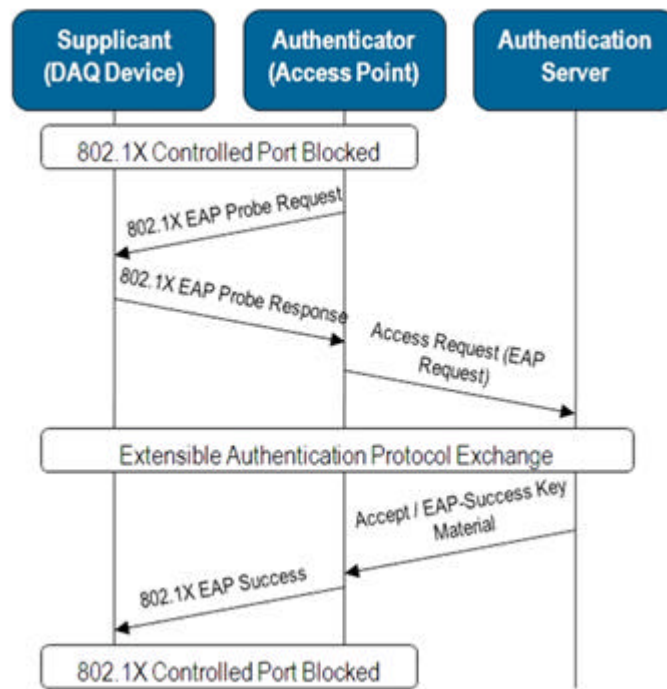 Supplicant
(DAQ Device)
Authenticator
(Access Point)
Authentication
Server
802.1X Controlled Port Blocked
802.1X EAP Probe Request
802.1X EAP Probe Response
Access Request (EAP
Request)
Extensible Authentication Protocol Exchange
Accept / EAP-Success Key
Material
802.1X EAP Success
802.1X Controlled Port Blocked